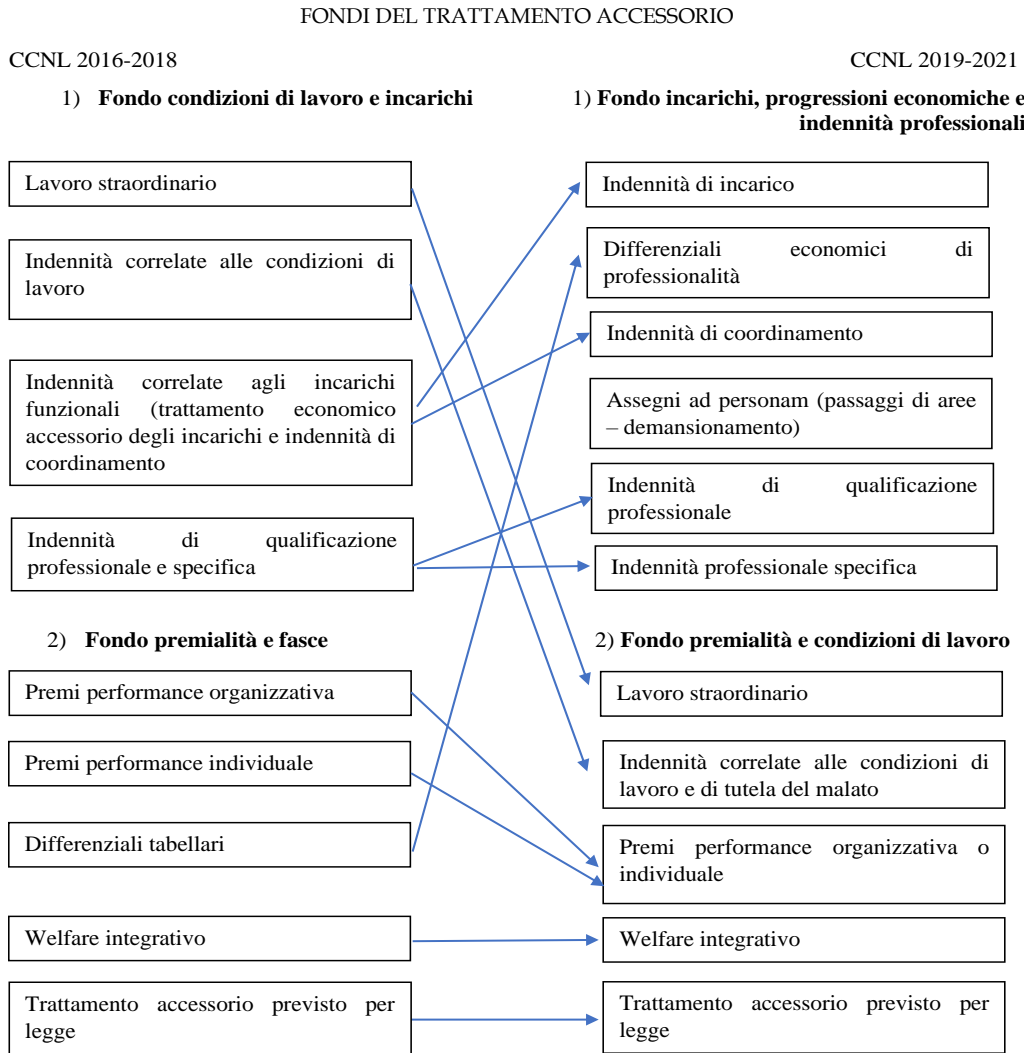 FONDI DEL TRATTAMENTO ACCESSORIO
CCNL 2016-2018
CCNL 2019-2021
1) Fondo condizioni di lavoro e incarichi
1) Fondo incarichi, progressioni economiche e
indennità professionali
Lavoro straordinario
Indennità di incarico
Indennità correlate alle condizioni di
lavoro
Differenziali economici di
professionalità
Indennità di coordinamento
Indennità correlate agli incarichi
funzionali (trattamento economico
accessorio degli incarichi e indennità di
coordinamento
Assegni ad personam (passaggi di aree
– demansionamento)
Indennità di qualificazione
professionale
Indennità di qualificazione
professionale e specifica
Indennità professionale specifica
2) Fondo premialità e fasce
2) Fondo premialità e condizioni di lavoro
Premi performance organizzativa
Lavoro straordinario
Premi performance individuale
Indennità correlate alle condizioni di
lavoro e di tutela del malato
Differenziali tabellari
Premi performance organizzativa o
individuale
Welfare integrativo
Welfare integrativo
Trattamento accessorio previsto per
legge
Trattamento accessorio previsto per
legge